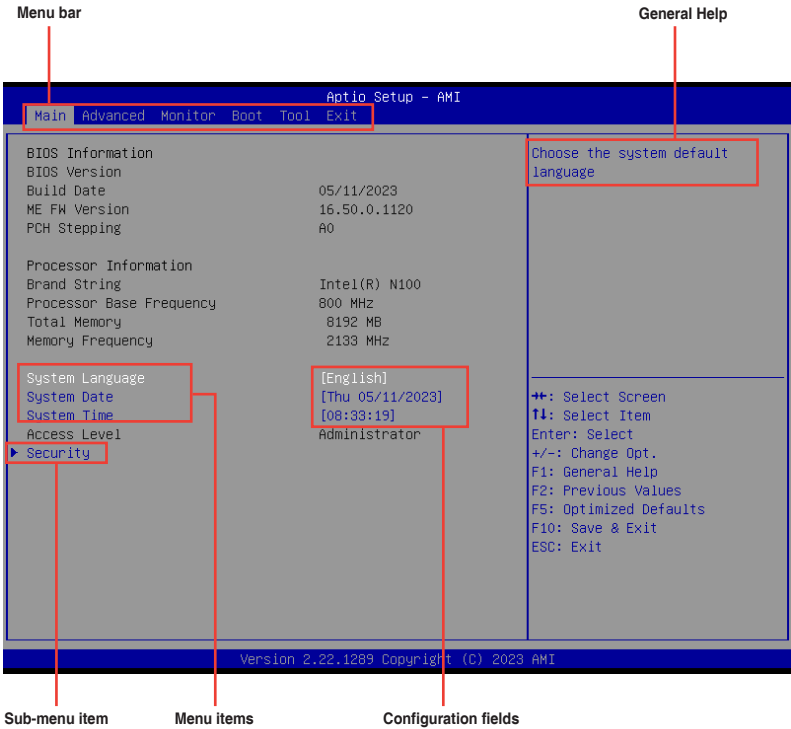 Menu bar
General Help
Aptio Setup - AMI
Main Advanced Monitor Boot Tool Exit
BIOS Information
BIOS Version
Build Date 05/11/2023
ME FW Version 16.50.0.1120
PCH Stepping A0
Processor Information
Brand String Intel(R) N100
Processor Base Frequency 800 MHz
Total Memory 8192 MB
Memory Frequency 2133 MHz
System Language [English]
System Date [Thu 05/11/2023]
System Time [08:33:19]
Access Level Administrator
Security
Choose the system default
language
→←: Select Screen
↑↓: Select Item
Enter: Select
+/-: Change Opt.
F1: General Help
F2: Previous Values
F5: Optimized Defaults
F10: Save & Exit
ESC: Exit
Version 2.22.1289 Copyright (C) 2023 AMI
Sub-menu item
Menu items
Configuration fields